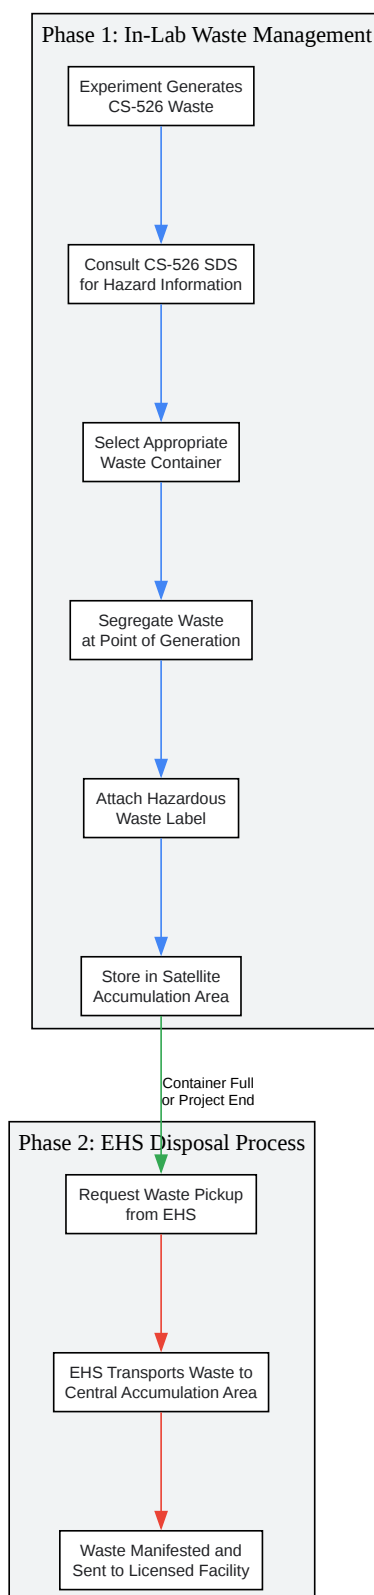 Phase 1: In-Lab Waste Management
Experiment Generates
CS-526 Waste
Consult CS-526 SDS
for Hazard Information
Select Appropriate
Waste Container
Segregate Waste
at Point of Generation
Attach Hazardous
Waste Label
Store in Satellite
Accumulation Area
Container Full
or Project End
Phase 2: EHS Disposal Process
Request Waste Pickup
from EHS
EHS Transports Waste to
Central Accumulation Area
Waste Manifested and
Sent to Licensed Facility